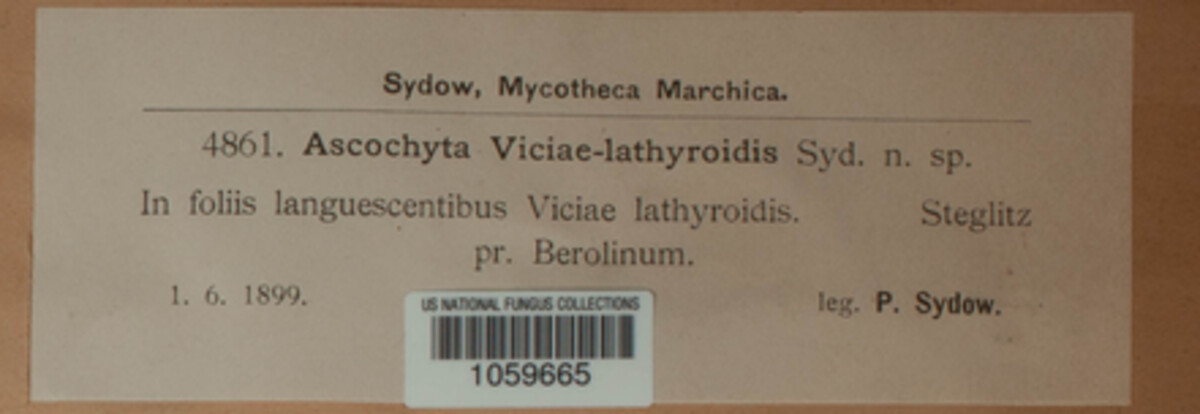 Sydow, Mycotheca Marchica.
4861. Ascochyta Viciae-lathyroidis Syd. n. sp.
In foliis languescentibus Viciae lathyroidis. Steglitz
pr. Berolinum.
1. 6. 1899. leg. P. Sydow.
US NATIONAL FUNGUS COLLECTIONS
1059665